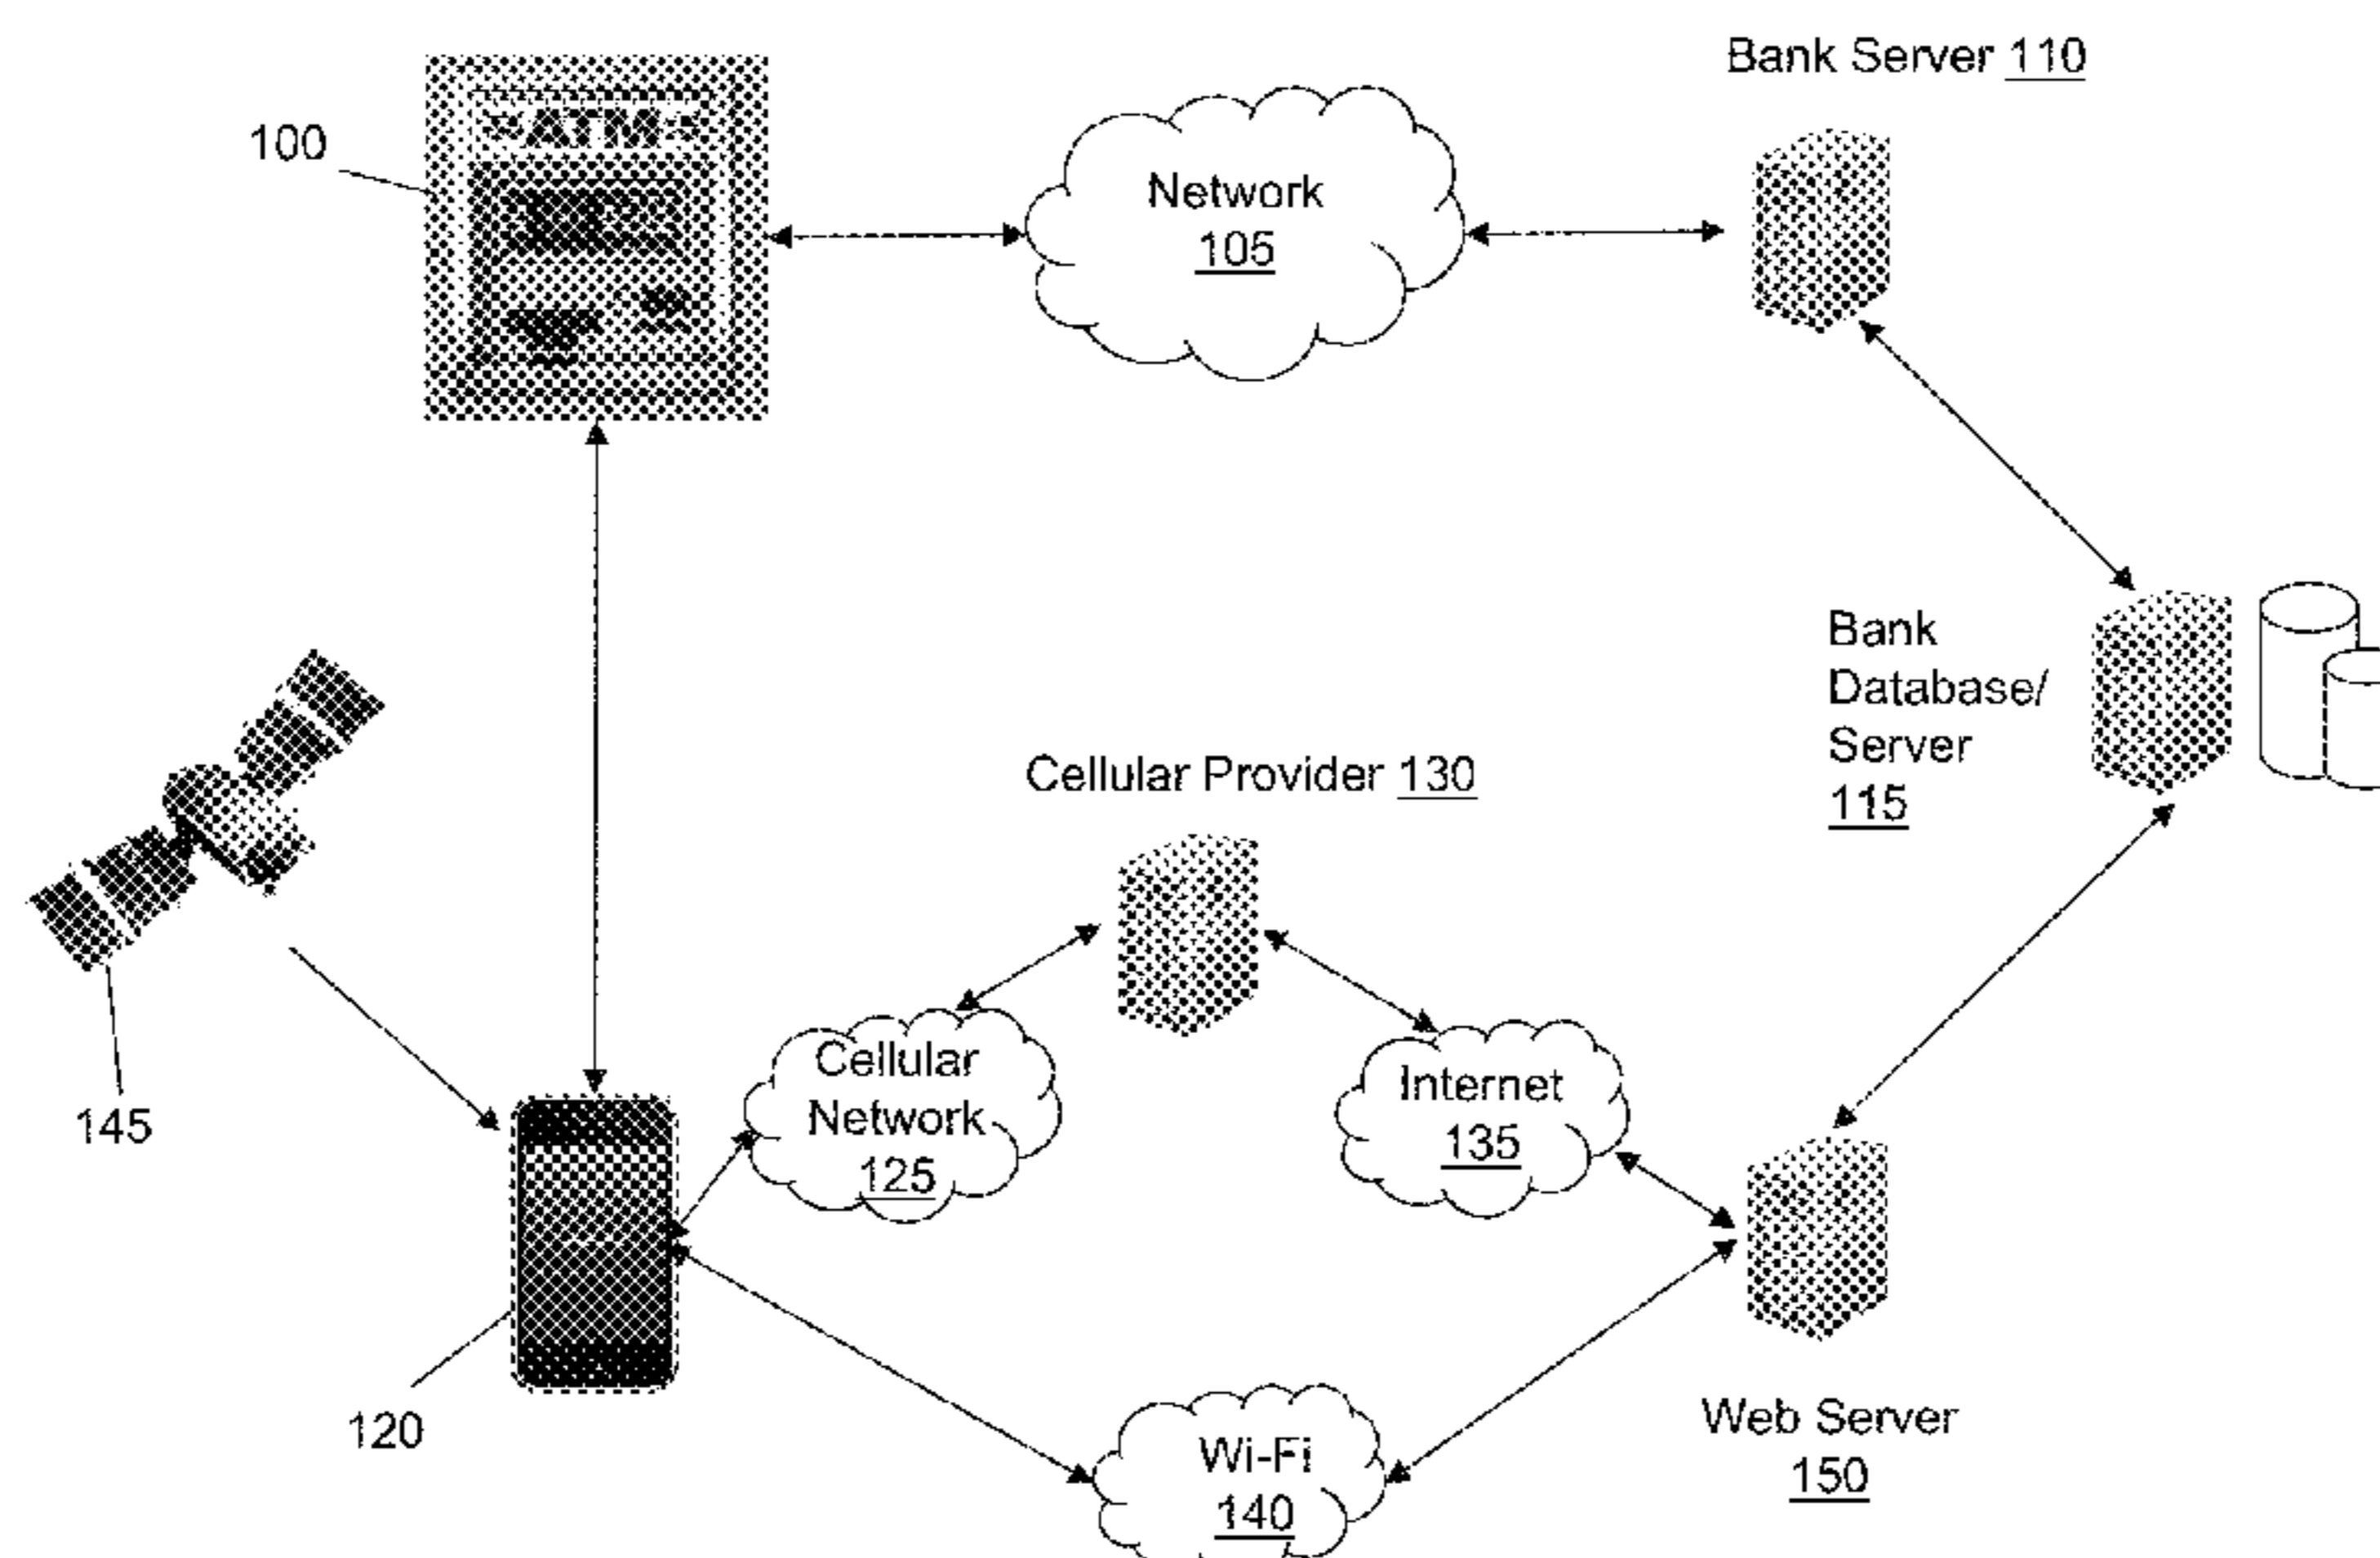 Bank Server 110
100
ATM
Network
105
Bank
Database/
Server
115
Cellular Provider 130
Cellular
Network
125
Internet
135
145
120
Wi-Fi
140
Web Server
150